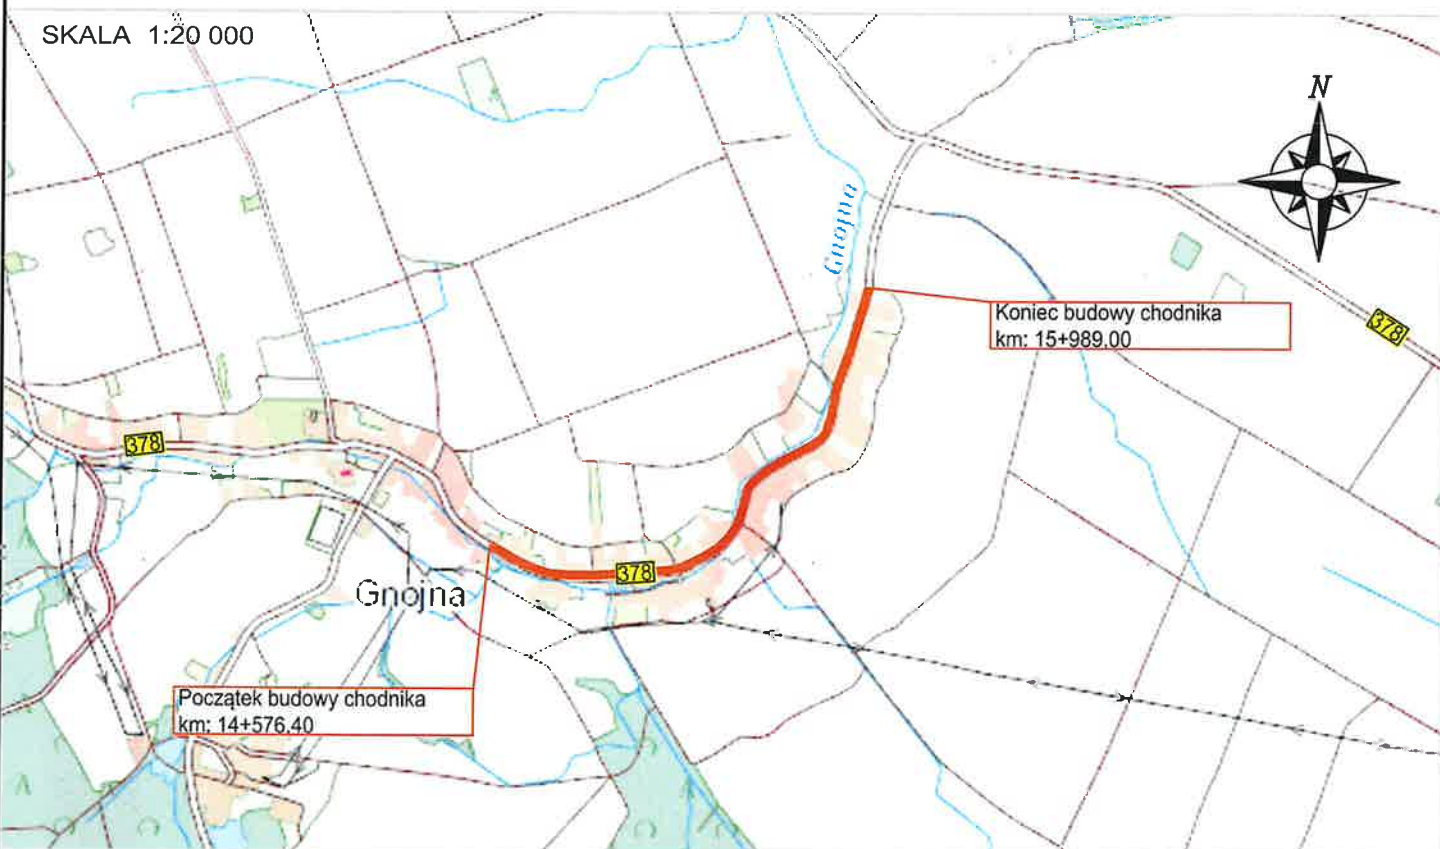 SKALA 1:20 000
N
Gnojna
Koniec budowy chodnika
km: 15+989,00
378
378
378
Gnojna
Początek budowy chodnika
km: 14+576,40